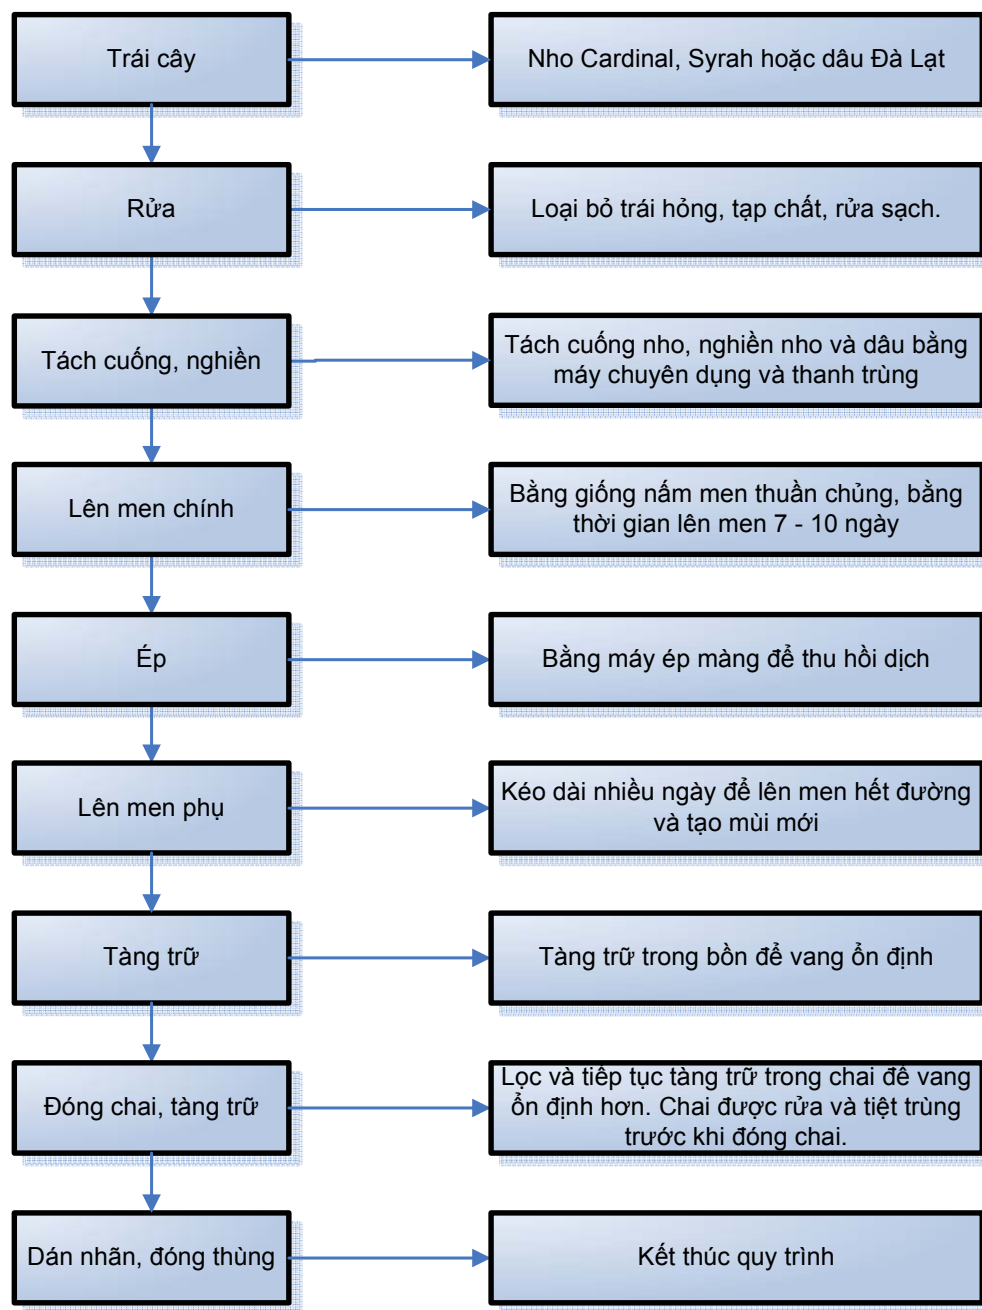 Trái cây
Nho Cardinal, Syrah hoặc dâu Đà Lạt
Rửa
Loại bỏ trái hỏng, tạp chất, rửa sạch.
Tách cuống, nghiền
Tách cuống nho, nghiền nho và dâu bằng
máy chuyên dụng và thanh trùng
Lên men chính
Bằng giống nấm men thuần chủng, bằng
thời gian lên men 7 - 10 ngày
Ép
Bằng máy ép màng để thu hồi dịch
Lên men phụ
Kéo dài nhiều ngày để lên men hết đường
và tạo mùi mới
Tàng trữ
Tàng trữ trong bồn để vang ổn định
Đóng chai, tàng trữ
Lọc và tiếp tục tàng trữ trong chai để vang
ổn định hơn. Chai được rửa và tiệt trùng
trước khi đóng chai.
Dán nhãn, đóng thùng
Kết thúc quy trình